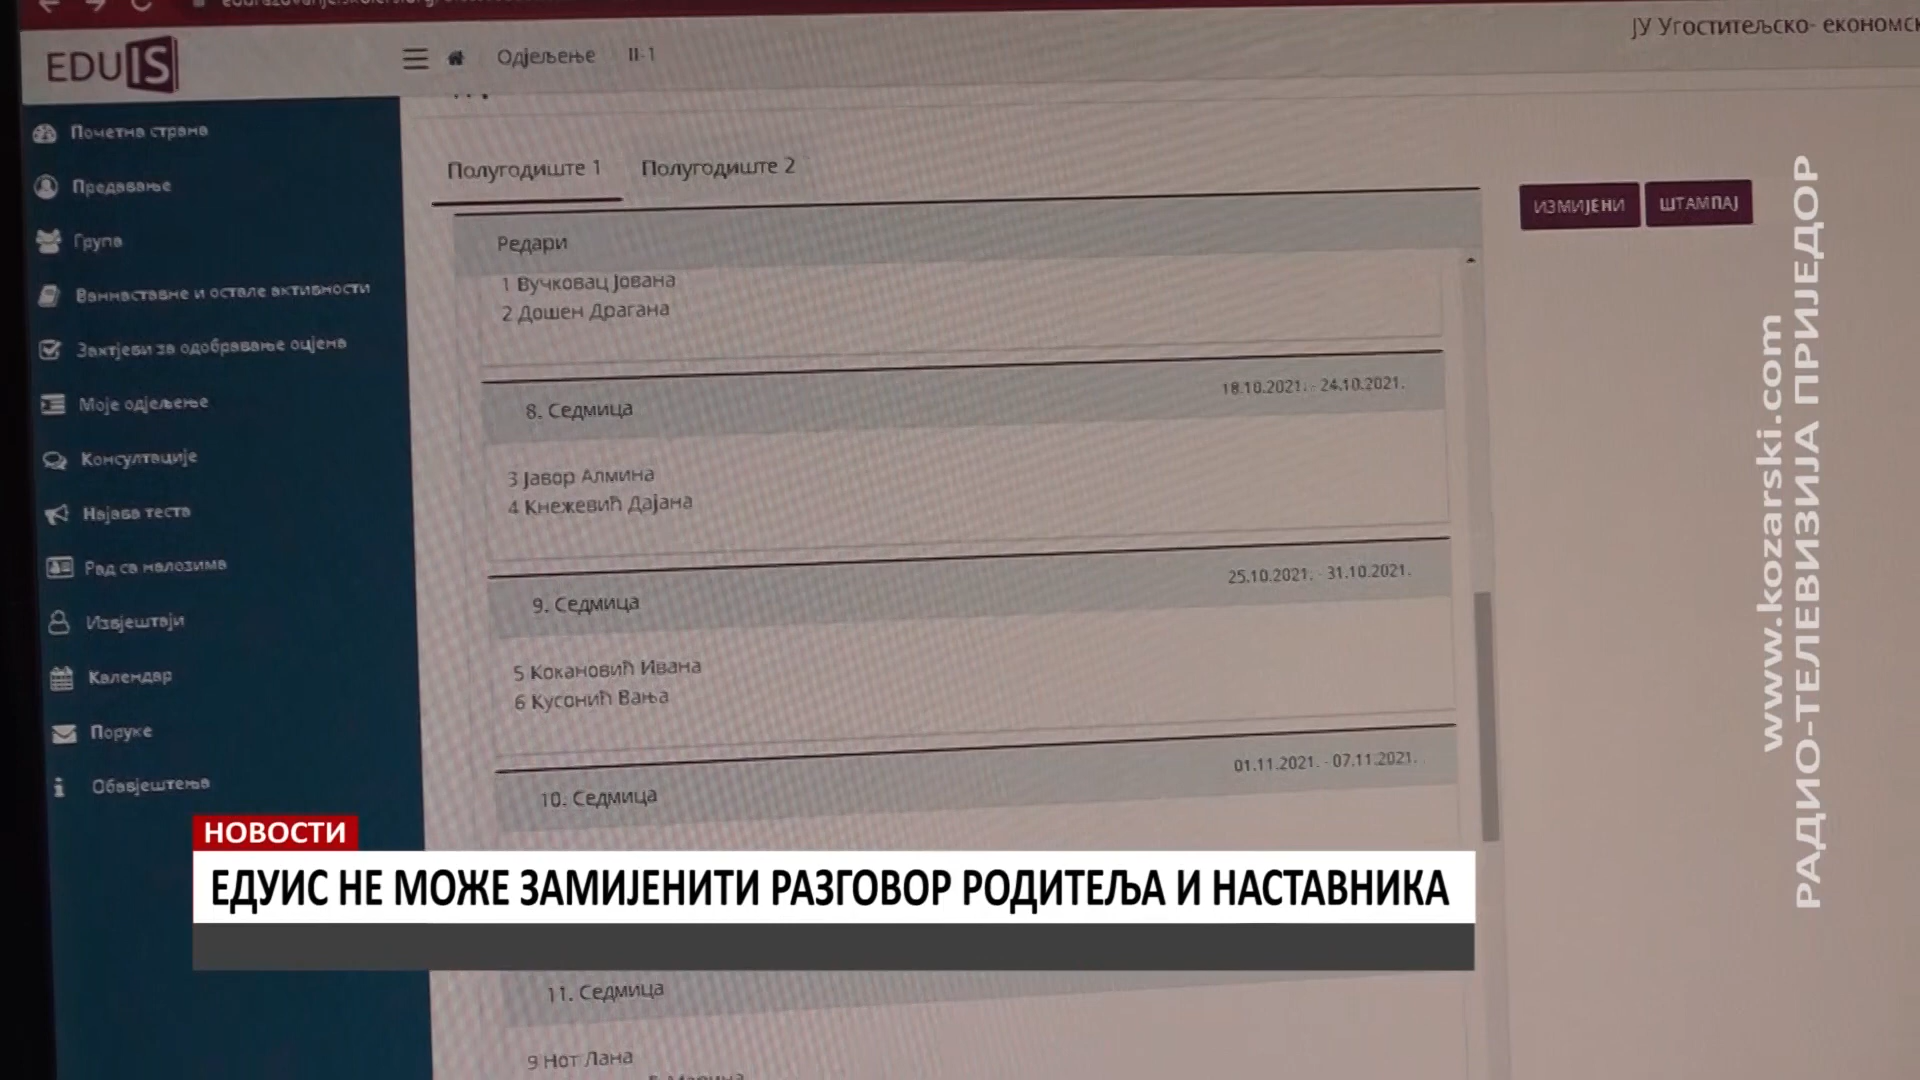 ЈУ Угоститељско- економск
EDUIS
Одјељење II-1
Почетна страна
Предавање
Група
Ваннаставне и остале активности
Захтјеви за одобравање оцјена
Моје одјељење
Консултације
Најава теста
Рад са налозима
Извјештаји
Календар
Поруке
Обавјештења
Полугодиште 1 Полугодиште 2
ИЗМИЈЕНИ ШТАМПАЈ
Редари
1 Вучковац Јована
2 Дошен Драгана
8. Седмица 18.10.2021. - 24.10.2021.
3 Јавор Алмина
4 Кнежевић Дајана
9. Седмица 25.10.2021. - 31.10.2021.
5 Кокановић Ивана
6 Кусонић Вања
10. Седмица 01.11.2021. - 07.11.2021.
НОВОСТИ
ЕДУИС НЕ МОЖЕ ЗАМИЈЕНИТИ РАЗГОВОР РОДИТЕЉА И НАСТАВНИКА
11. Седмица
9 Нот Лана
www.kozarski.com
РАДИО-ТЕЛЕВИЗИЈА ПРИЈЕДОР